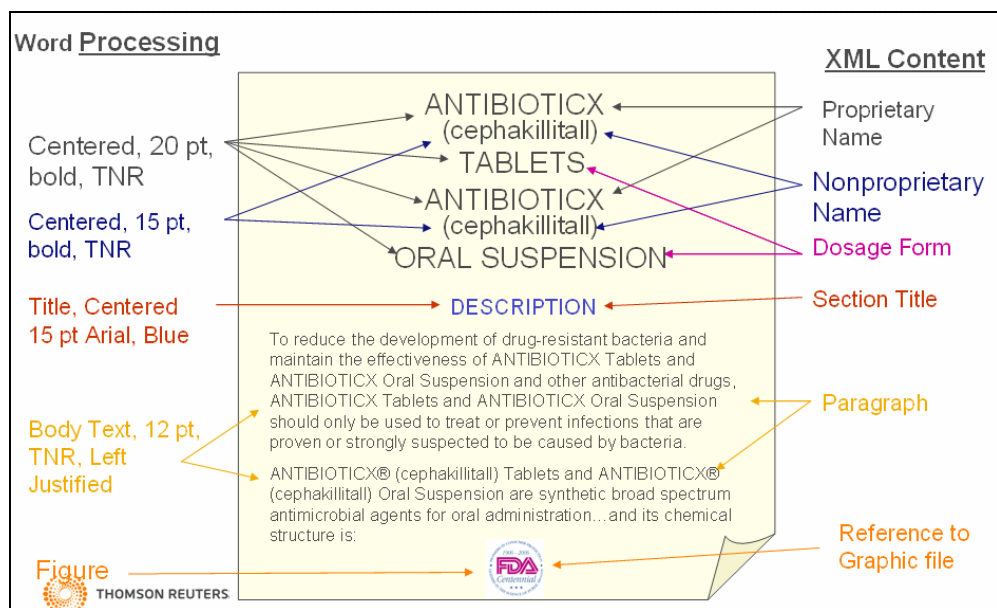 Word Processing
XML Content
ANTIBIOTICX
(cephakillitall)
TABLETS
ANTIBIOTICX
(cephakillitall)
ORAL SUSPENSION
DESCRIPTION
To reduce the development of drug-resistant bacteria and
maintain the effectiveness of ANTIBIOTICX Tablets and
ANTIBIOTICX Oral Suspension and other antibacterial drugs,
ANTIBIOTICX Tablets and ANTIBIOTICX Oral Suspension
should only be used to treat or prevent infections that are
proven or strongly suspected to be caused by bacteria.
ANTIBIOTICX® (cephakillitall) Tablets and ANTIBIOTICX®
(cephakillitall) Oral Suspension are synthetic broad spectrum
antimicrobial agents for oral administration…and its chemical
structure is:
Centered, 20 pt,
bold, TNR
Centered, 15 pt,
bold, TNR
Title, Centered
15 pt Arial, Blue
Body Text, 12 pt,
TNR, Left
Justified
Figure
Proprietary
Name
Nonproprietary
Name
Dosage Form
Section Title
Paragraph
Reference to
Graphic file
FDA
Centennial
THOMSON REUTERS